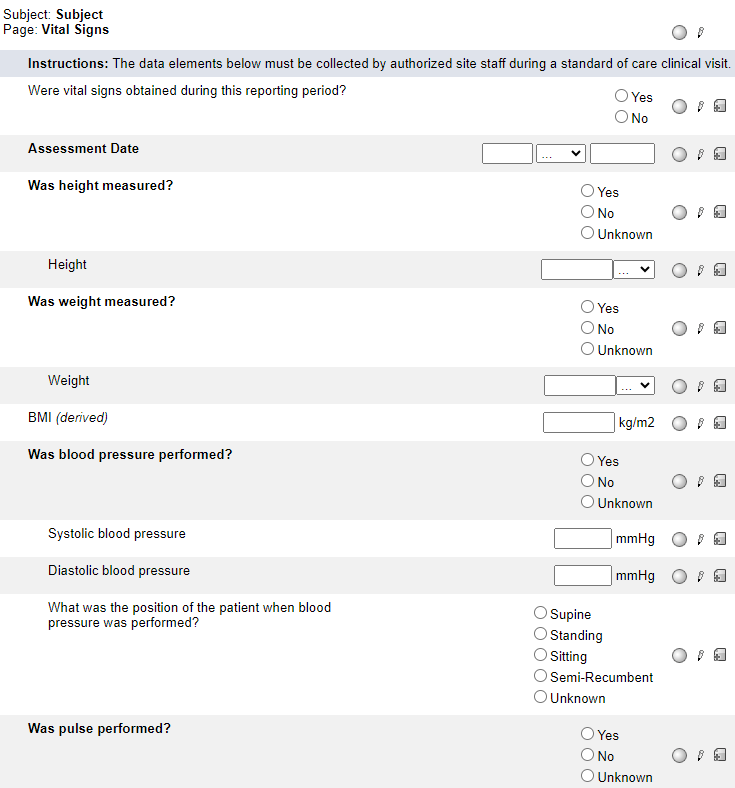 Subject: Subject
Page: Vital Signs
Instructions: The data elements below must be collected by authorized site staff during a standard of care clinical visit.
Were vital signs obtained during this reporting period?
Yes
No
Assessment Date
...
Was height measured?
Yes
No
Unknown
Height
...
Was weight measured?
Yes
No
Unknown
Weight
...
BMI (derived)
kg/m2
Was blood pressure performed?
Yes
No
Unknown
Systolic blood pressure
mmHg
Diastolic blood pressure
mmHg
What was the position of the patient when blood
pressure was performed?
Supine
Standing
Sitting
Semi-Recumbent
Unknown
Was pulse performed?
Yes
No
Unknown